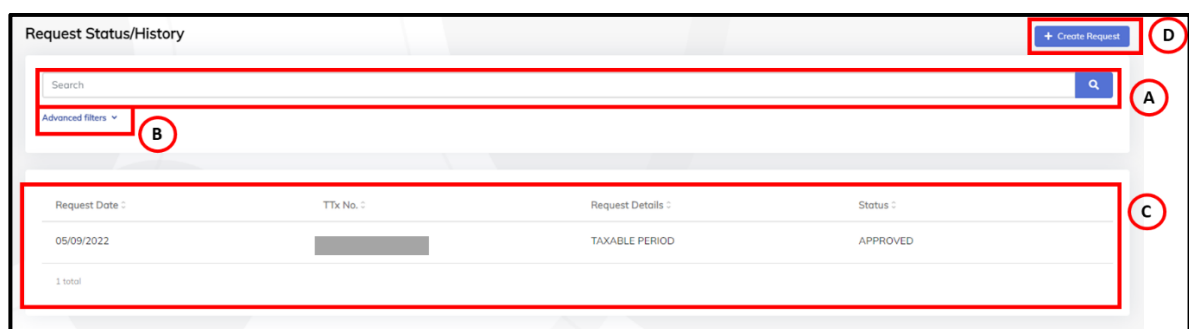 Request Status/History
+ Create Request
D
Search
A
Advanced filters
B
Request Date TTx No. Request Details Status
C
05/09/2022 TAXABLE PERIOD APPROVED
1 total